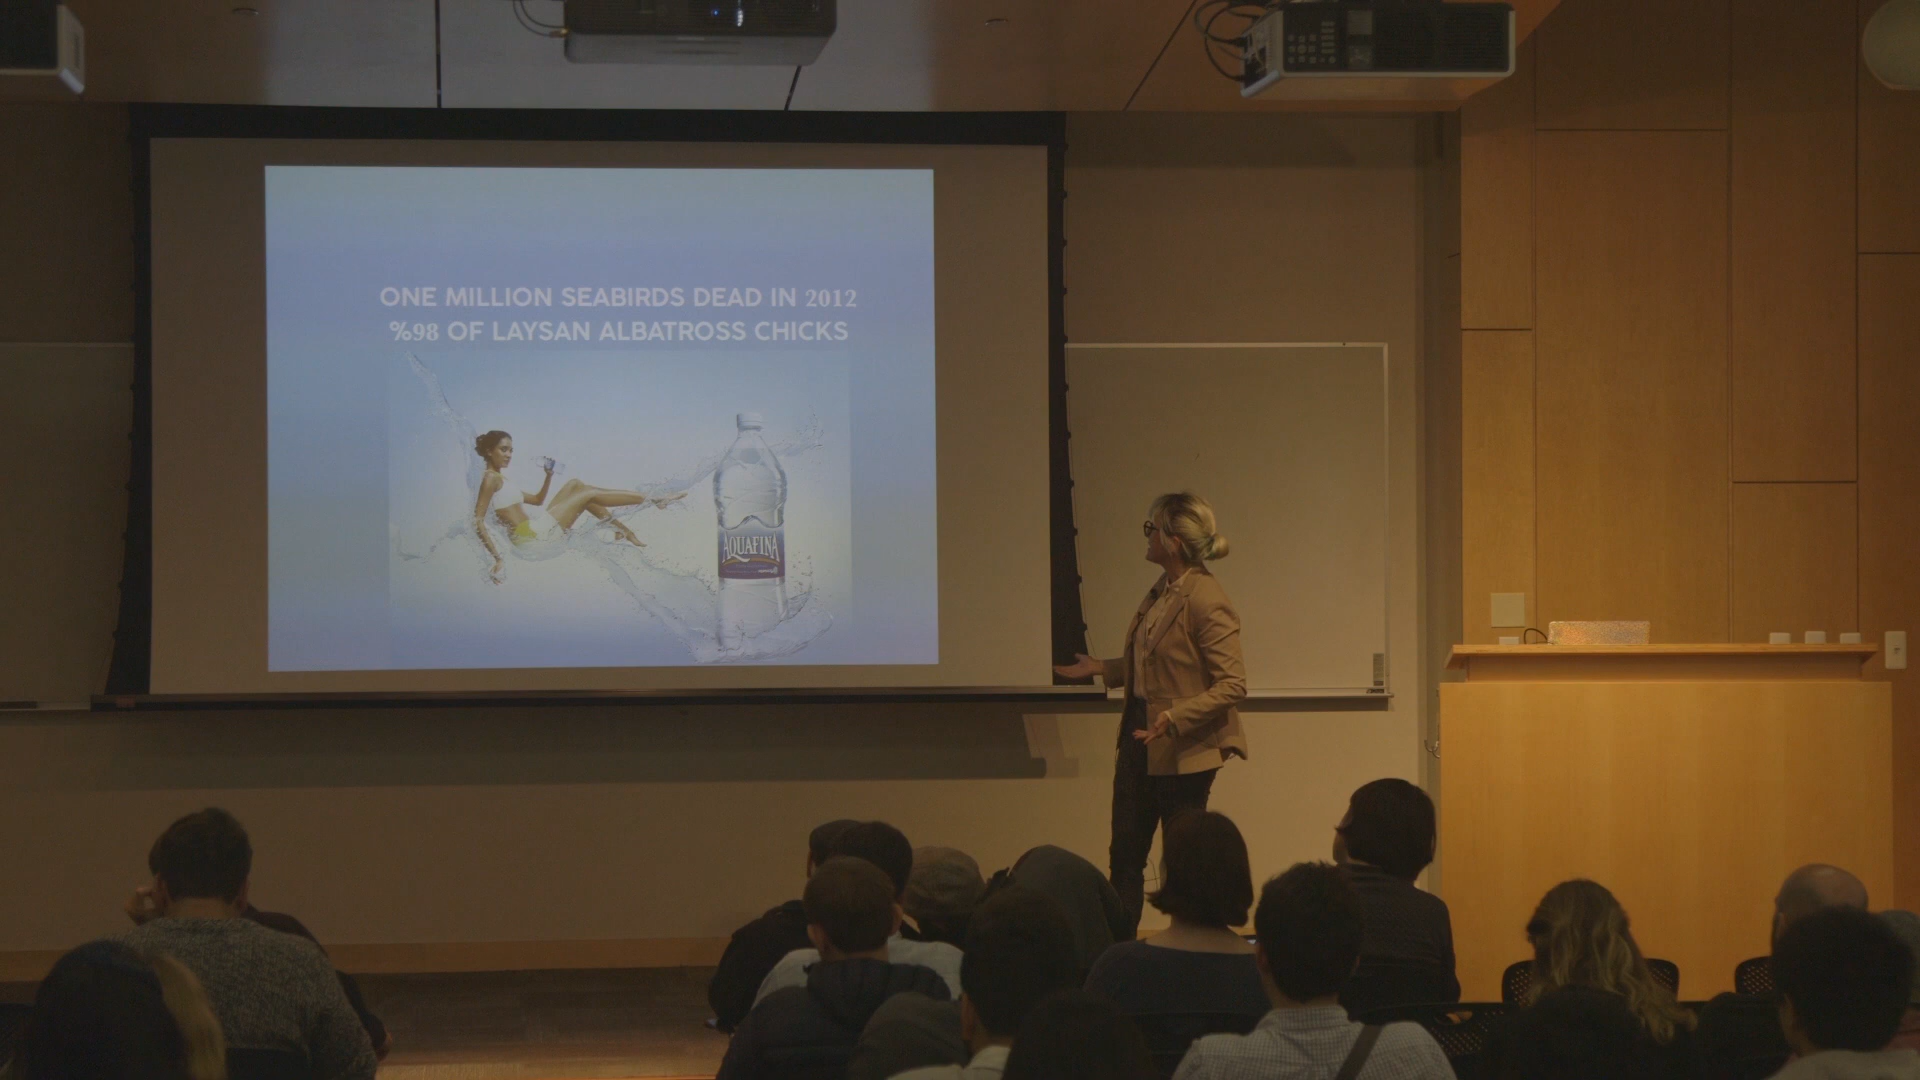 ONE MILLION SEABIRDS DEAD IN 2012
%98 OF LAYSAN ALBATROSS CHICKS
AQUAFINA